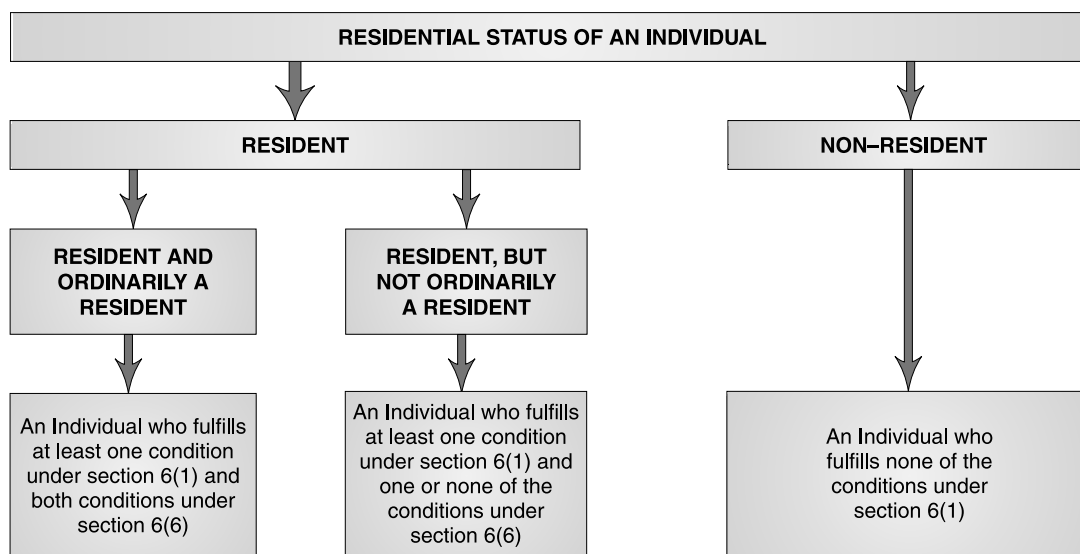 RESIDENTIAL STATUS OF AN INDIVIDUAL
RESIDENT
NON–RESIDENT
RESIDENT AND
ORDINARILY A
RESIDENT
RESIDENT, BUT
NOT ORDINARILY
A RESIDENT
An Individual who fulfills
at least one condition
under section 6(1) and
both conditions under
section 6(6)
An Individual who fulfills
at least one condition
under section 6(1) and
one or none of the
conditions under
section 6(6)
An Individual who
fulfills none of the
conditions under
section 6(1)